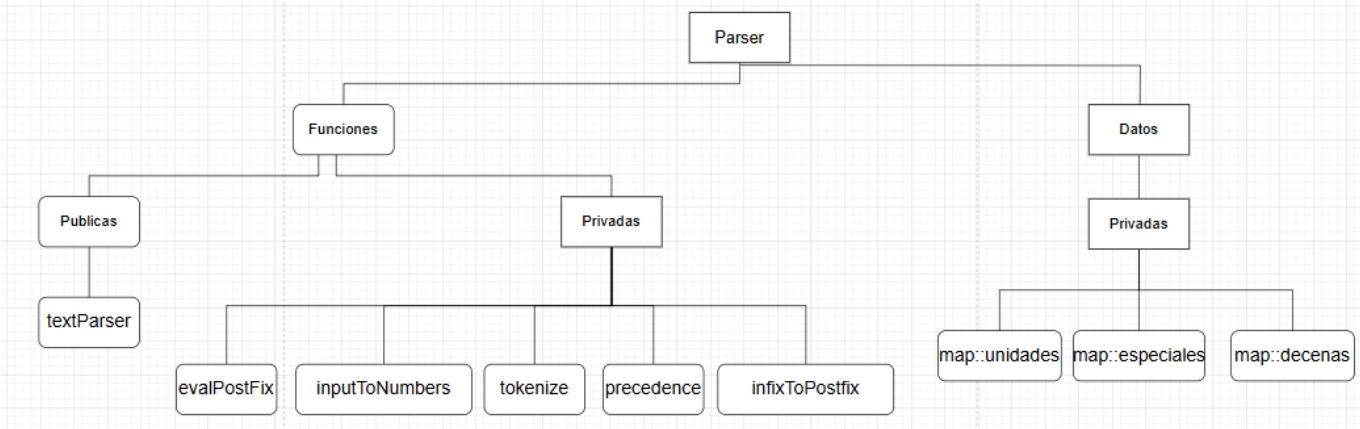 Parser
Funciones
Datos
Publicas
Privadas
Privadas
textParser
map::unidades
map::especiales
map::decenas
evalPostFix
inputToNumbers
tokenize
precedence
infixToPostfix